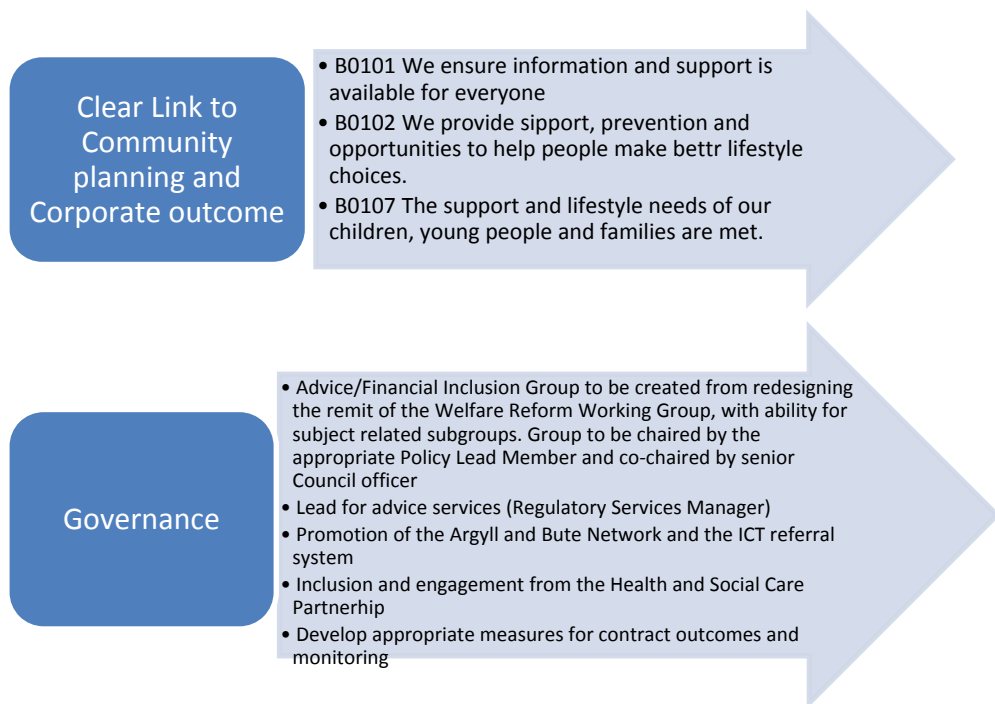 Clear Link to
Community
planning and
Corporate outcome
• B0101 We ensure information and support is
available for everyone
• B0102 We provide sipport, prevention and
opportunities to help people make bettr lifestyle
choices.
• B0107 The support and lifestyle needs of our
children, young people and families are met.
Governance
• Advice/Financial Inclusion Group to be created from redesigning
the remit of the Welfare Reform Working Group, with ability for
subject related subgroups. Group to be chaired by the
appropriate Policy Lead Member and co-chaired by senior
Council officer
• Lead for advice services (Regulatory Services Manager)
• Promotion of the Argyll and Bute Network and the ICT referral
system
• Inclusion and engagement from the Health and Social Care
Partnerhip
• Develop appropriate measures for contract outcomes and
monitoring